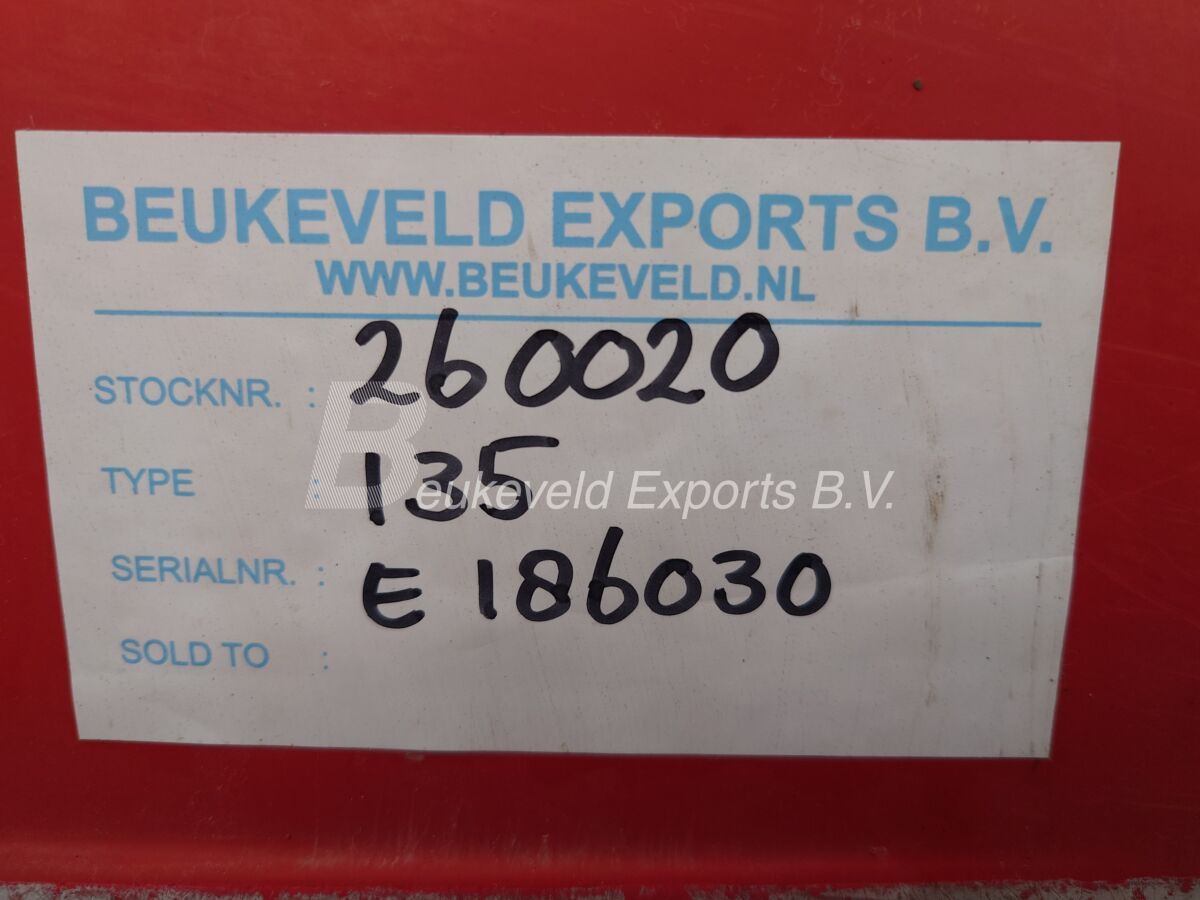 BEUKEVELD EXPORTS B.V.
WWW.BEUKEVELD.NL
STOCKNR. : 260020
TYPE : 135
Beukeveld Exports B.V.
SERIALNR. : E186030
SOLD TO :